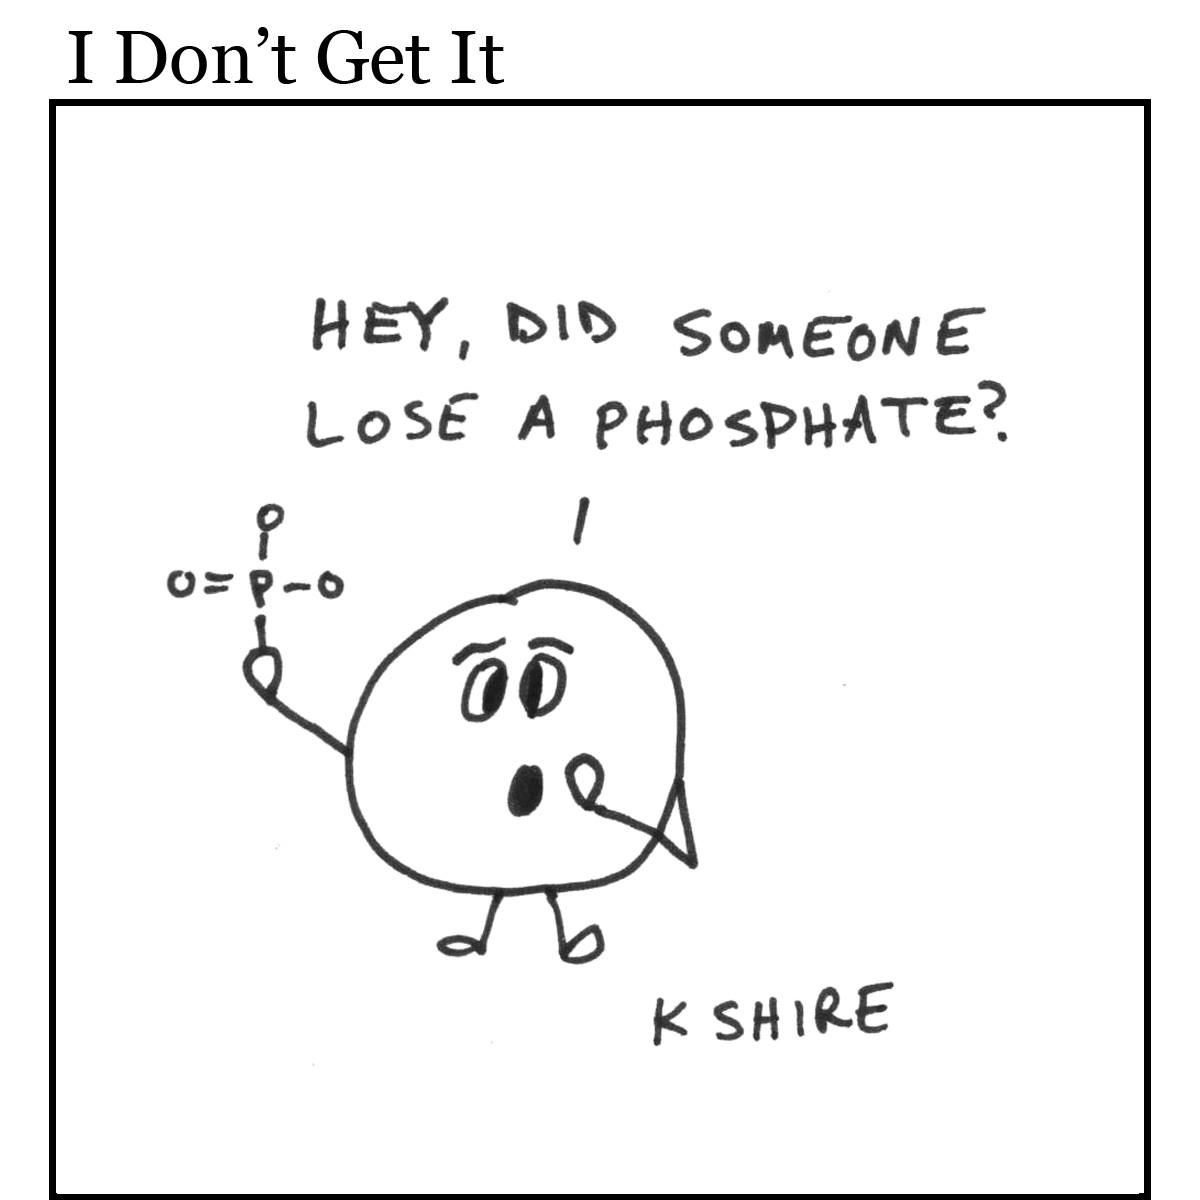 I Don't Get It
HEY, DID SOMEONE
LOSE A PHOSPHATE?
O
O=P-O
K SHIRE